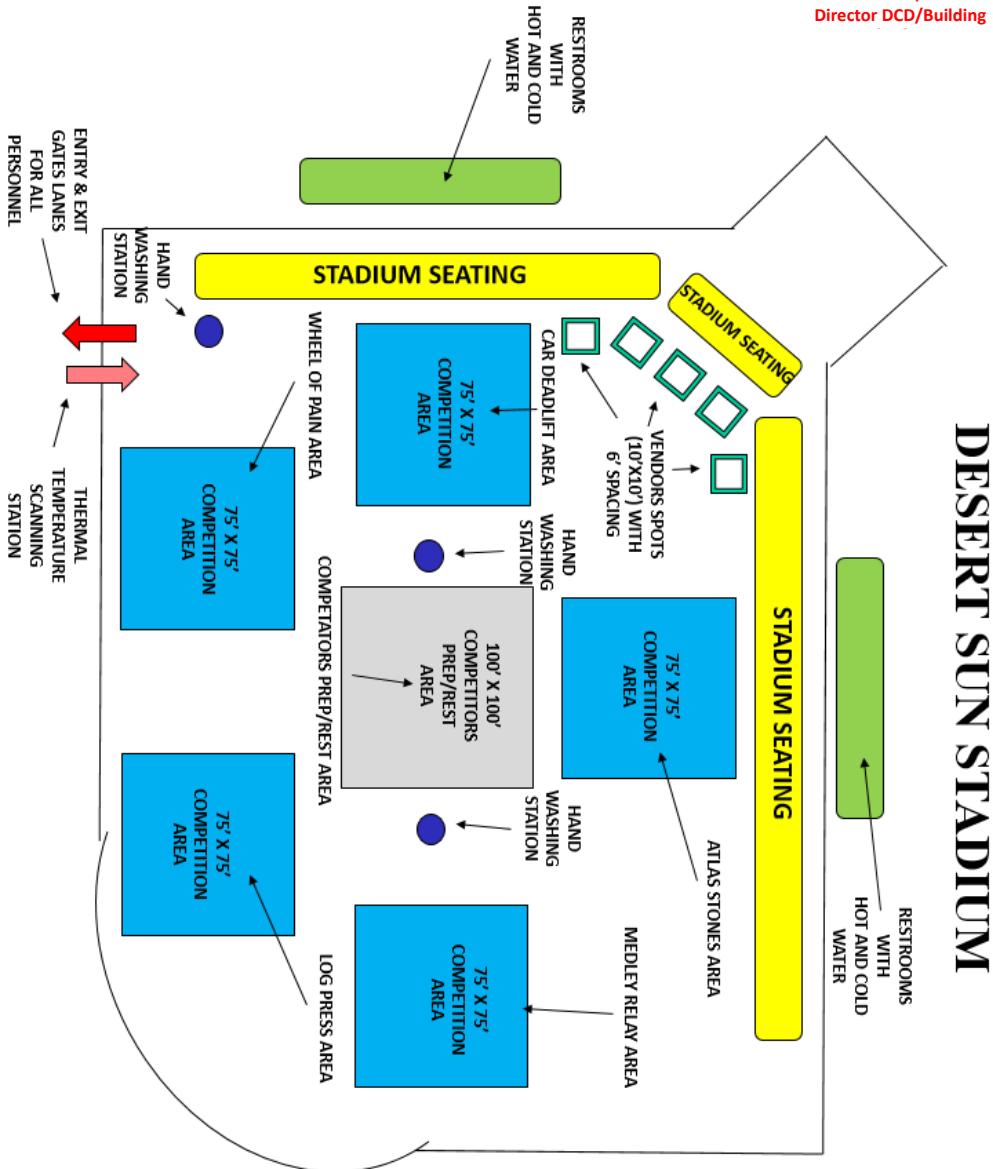 Director DCD/Building
DESERT SUN STADIUM
RESTROOMS
WITH
HOT AND COLD
WATER
RESTROOMS
WITH
HOT AND COLD
WATER
STADIUM SEATING
STADIUM SEATING
STADIUM SEATING
VENDORS SPOTS
(10'X10') WITH
6' SPACING
ENTRY & EXIT
GATES LANES
FOR ALL
PERSONNEL
HAND
WASHING
STATION
THERMAL
TEMPERATURE
SCANNING
STATION
WHEEL OF PAIN AREA
75' X 75'
COMPETITION
AREA
CAR DEADLIFT AREA
75' X 75'
COMPETITION
AREA
HAND
WASHING
STATION
COMPETATORS PREP/REST AREA
100' X 100'
COMPETITORS
PREP/REST
AREA
75' X 75'
COMPETITION
AREA
ATLAS STONES AREA
HAND
WASHING
STATION
75' X 75'
COMPETITION
AREA
LOG PRESS AREA
75' X 75'
COMPETITION
AREA
MEDLEY RELAY AREA